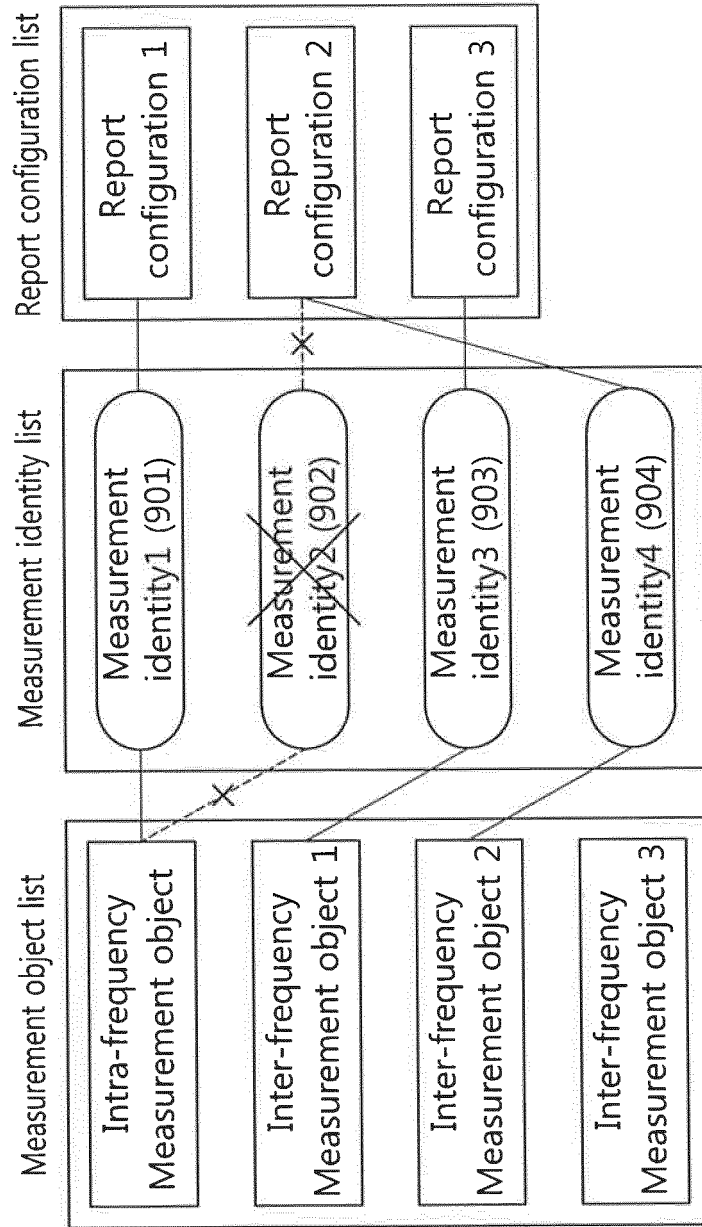 Measurement object list
Intra-frequency
Measurement object
Inter-frequency
Measurement object 1
Inter-frequency
Measurement object 2
Inter-frequency
Measurement object 3
Measurement identity list
Measurement
identity1 (901)
Measurement
identity2 (902)
Measurement
identity3 (903)
Measurement
identity4 (904)
Report configuration list
Report
configuration 1
Report
configuration 2
Report
configuration 3